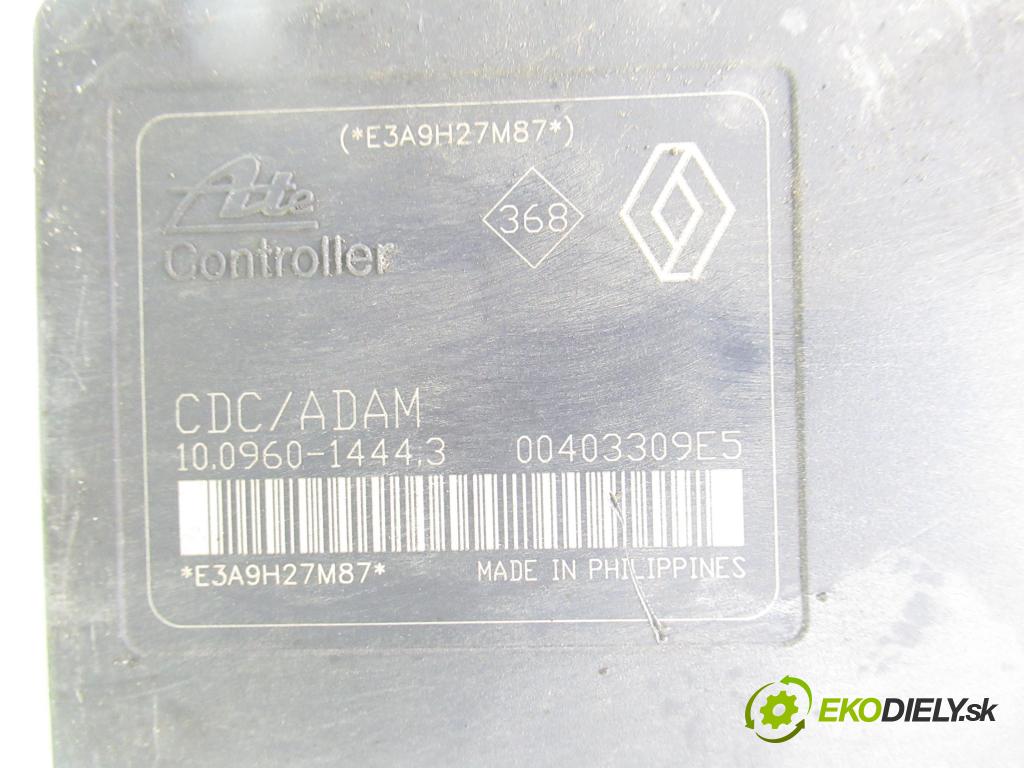 (*E3A9H27M87*)
Ate
Controller
368
CDC/ADAM
10.0960-1444.3 00403309E5
*E3A9H27M87* MADE IN PHILIPPINES
EKODIELY.sk